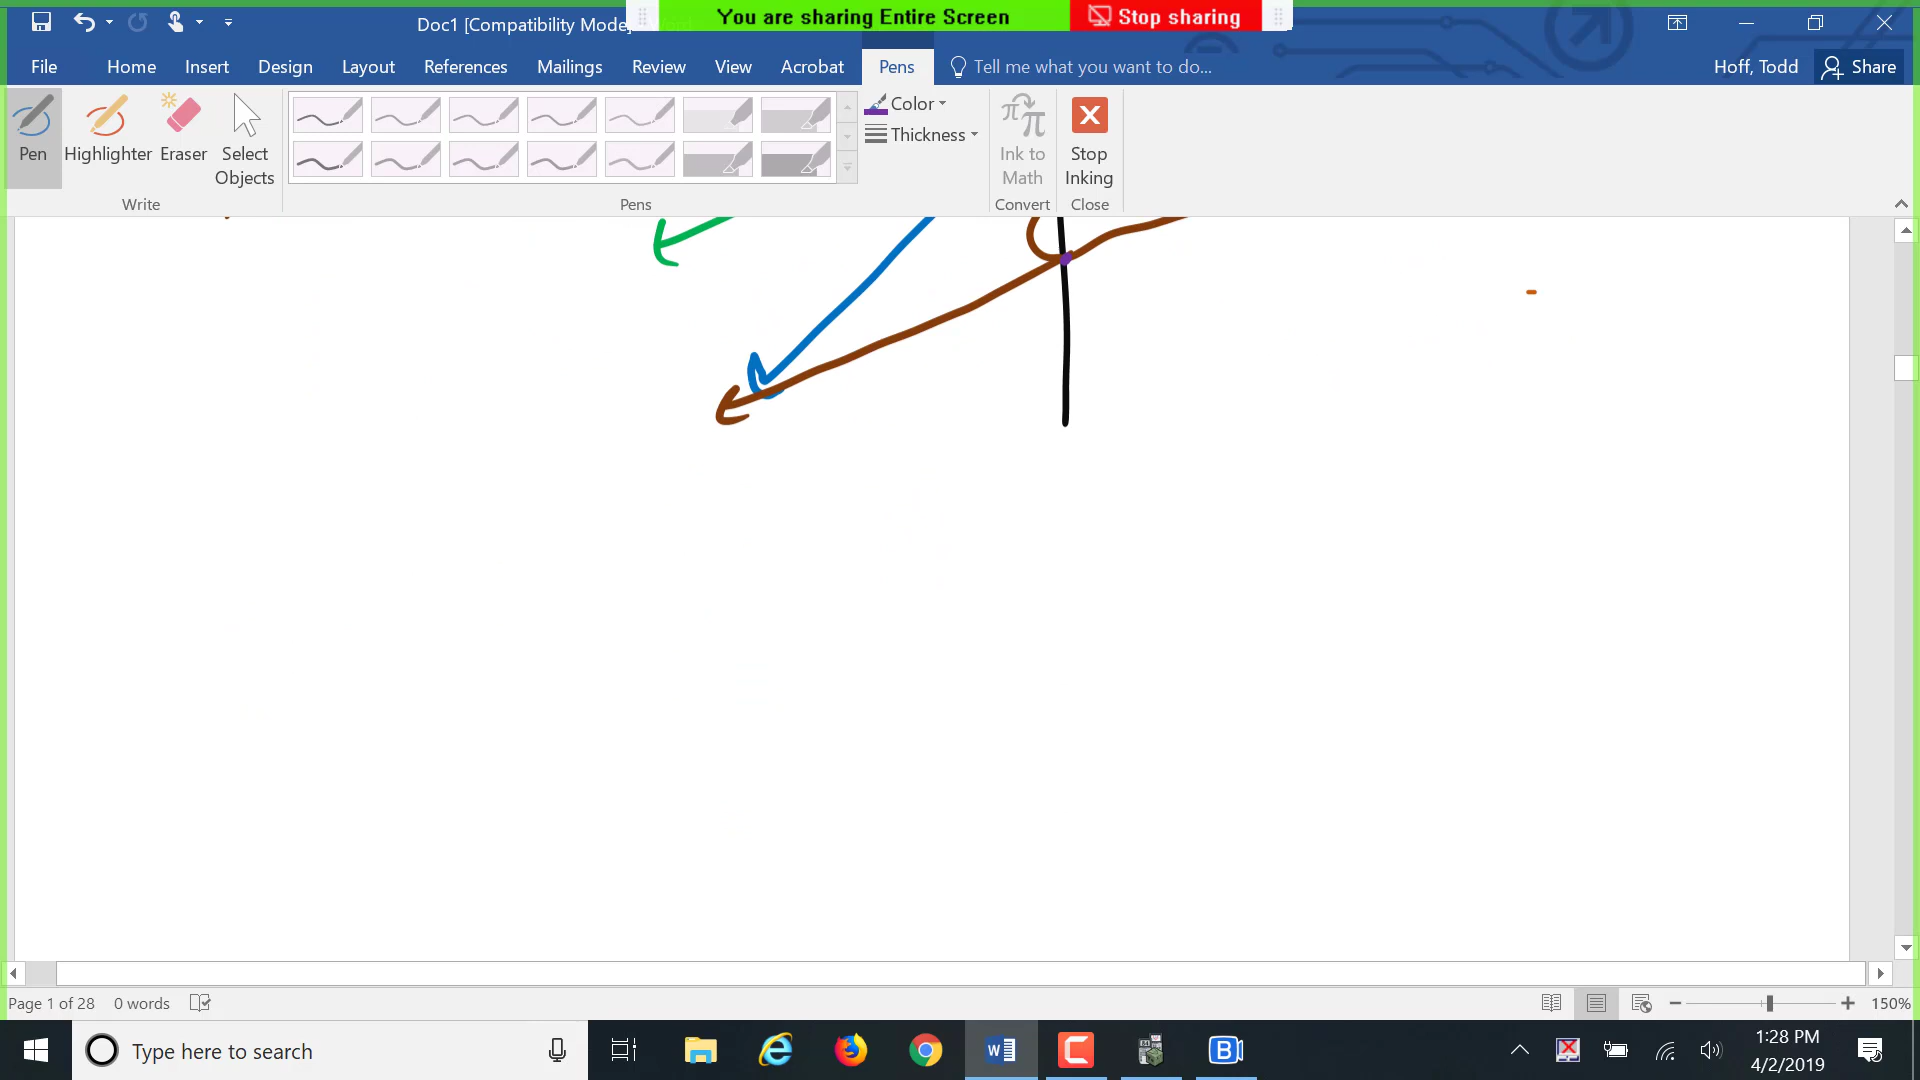 Doc1 [Compatibility Mode]
You are sharing Entire Screen
Stop sharing
File Home Insert Design Layout References Mailings Review View Acrobat Pens Tell me what you want to do... Hoff, Todd Share
Pen Highlighter Eraser Select Objects
Color
Thickness
Ink to Math
Stop Inking
Write Pens Convert Close
Page 1 of 28 0 words 150%
Type here to search
1:28 PM
4/2/2019